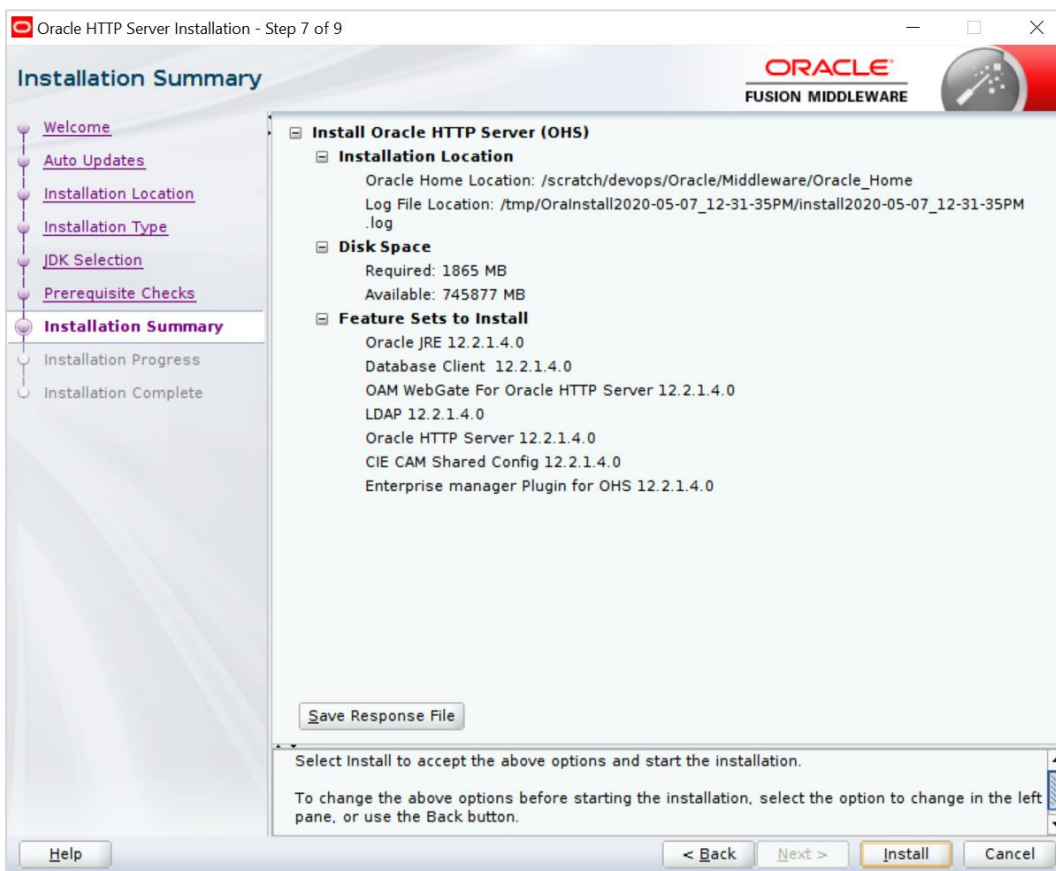 Oracle HTTP Server Installation - Step 7 of 9
Installation Summary
ORACLE
FUSION MIDDLEWARE
Welcome
Auto Updates
Installation Location
Installation Type
JDK Selection
Prerequisite Checks
Installation Summary
Installation Progress
Installation Complete
Install Oracle HTTP Server (OHS)
Installation Location
Oracle Home Location: /scratch/devops/Oracle/Middleware/Oracle_Home
Log File Location: /tmp/OraInstall2020-05-07_12-31-35PM/install2020-05-07_12-31-35PM
.log
Disk Space
Required: 1865 MB
Available: 745877 MB
Feature Sets to Install
Oracle JRE 12.2.1.4.0
Database Client 12.2.1.4.0
OAM WebGate For Oracle HTTP Server 12.2.1.4.0
LDAP 12.2.1.4.0
Oracle HTTP Server 12.2.1.4.0
CIE CAM Shared Config 12.2.1.4.0
Enterprise manager Plugin for OHS 12.2.1.4.0
Save Response File
Select Install to accept the above options and start the installation.
To change the above options before starting the installation, select the option to change in the left
pane, or use the Back button.
Help
< Back
Next >
Install
Cancel